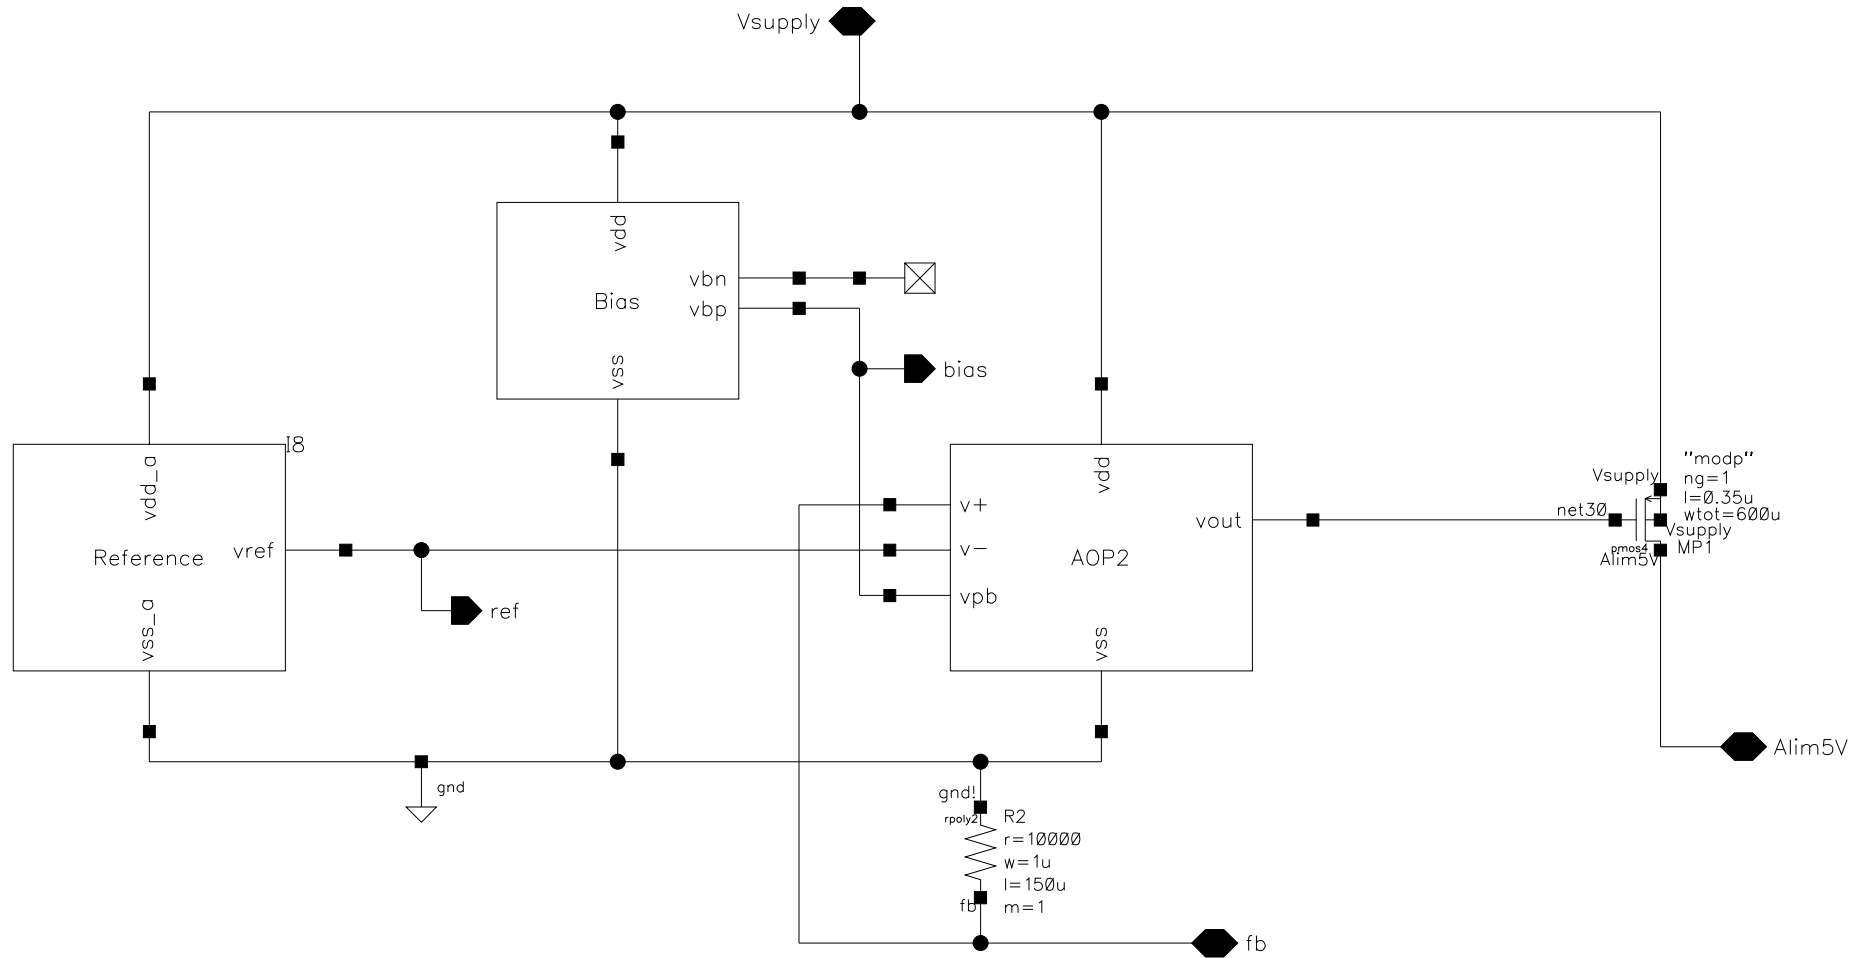 Vsupply
vdd
vbn
Bias
vbp
vss
bias
I8
vdd_a
vref
Reference
vss_a
ref
vdd
v+
vout
v-
AOP2
vpb
vss
"modp"
Vsupply
ng=1
l=0.35u
net30
wtot=600u
Vsupply
pmos4
MP1
Alim5V
Alim5V
gnd
gnd!
rpoly2
R2
r=10000
w=1u
l=150u
fb
m=1
fb